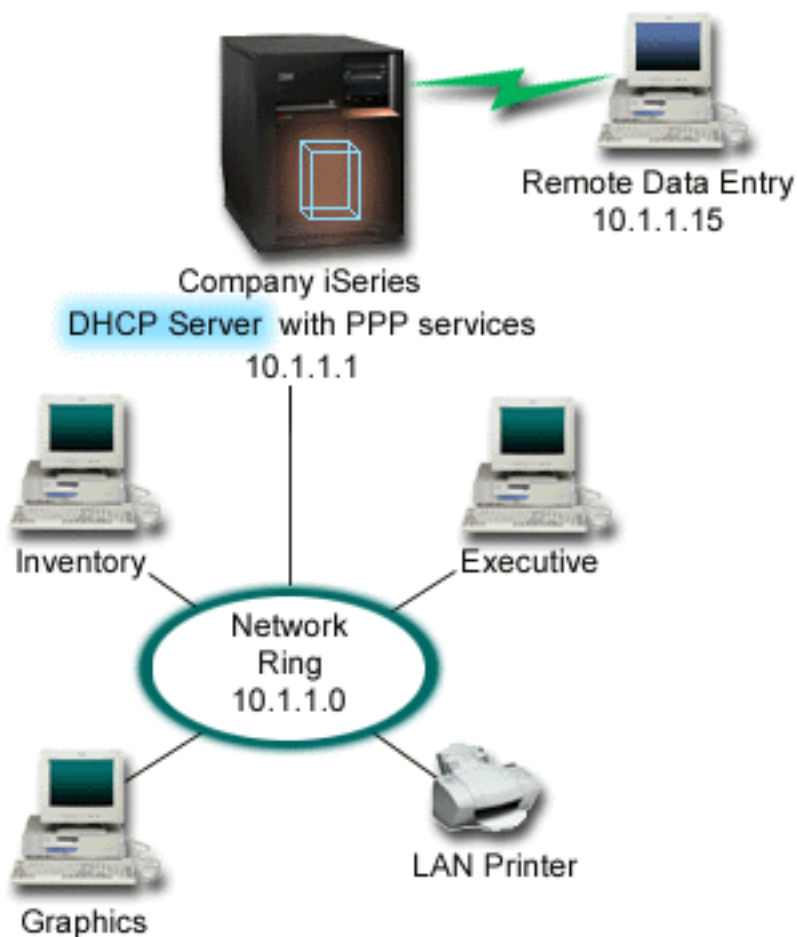 Remote Data Entry
10.1.1.15
Company iSeries
DHCP Server with PPP services
10.1.1.1
Inventory
Executive
Network
Ring
10.1.1.0
LAN Printer
Graphics